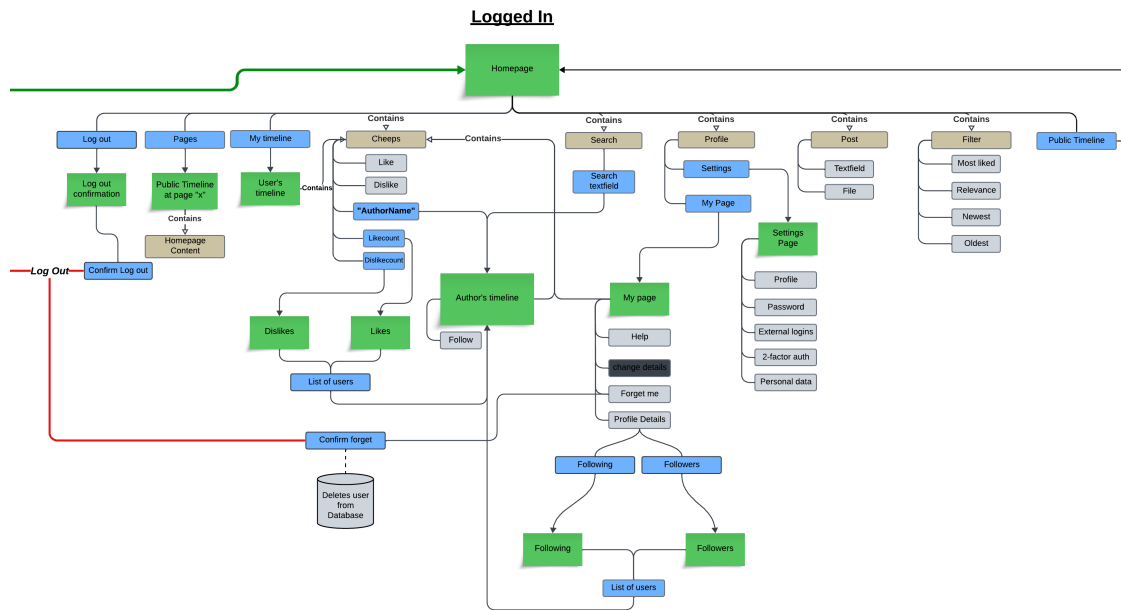 Logged In
Homepage
Contains
Contains
Contains
Contains
Contains
Log out
Pages
My timeline
Cheeps
Contains
Search
Profile
Post
Filter
Public Timeline
Like
Dislike
Settings
Textfield
File
Most liked
Relevance
Newest
Oldest
Log out
confirmation
Public Timeline
at page "x"
User's
timeline
Contains
Search
textfield
"AuthorName"
My Page
Contains
Homepage
Content
Likecount
Dislikecount
Settings
Page
Log Out
Confirm Log out
Author's timeline
My page
Profile
Password
External logins
2-factor auth
Personal data
Dislikes
Likes
Follow
Help
change details
Forget me
Profile Details
List of users
Confirm forget
Deletes user
from
Database
Following
Followers
Following
Followers
List of users